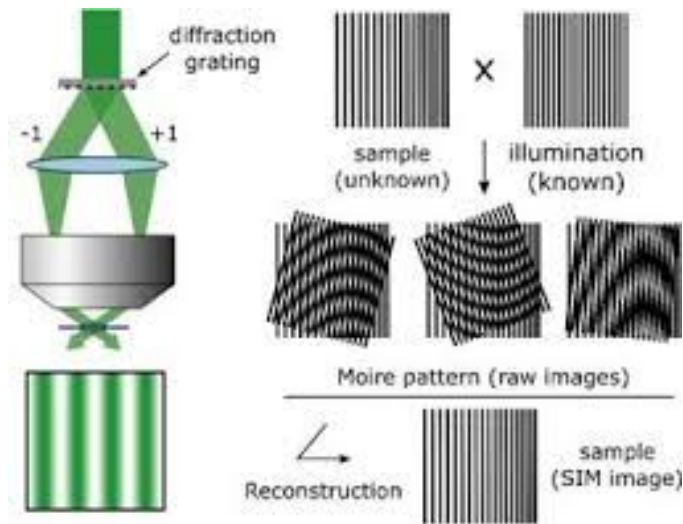 diffraction
grating
-1
+1
x
sample
(unknown)
illumination
(known)
Moire pattern (raw images)
Reconstruction
sample
(SIM image)